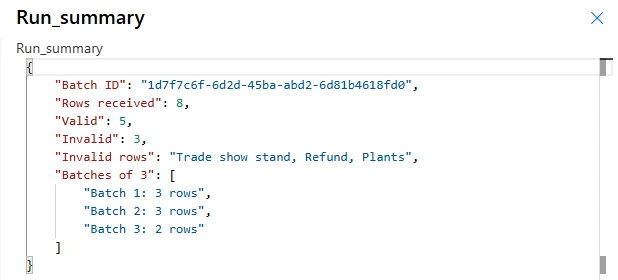 Run_summary
Run_summary
{
"Batch ID": "1d7f7c6f-6d2d-45ba-abd2-6d81b4618fd0",
"Rows received": 8,
"Valid": 5,
"Invalid": 3,
"Invalid rows": "Trade show stand, Refund, Plants",
"Batches of 3": [
"Batch 1: 3 rows",
"Batch 2: 3 rows",
"Batch 3: 2 rows"
]
}